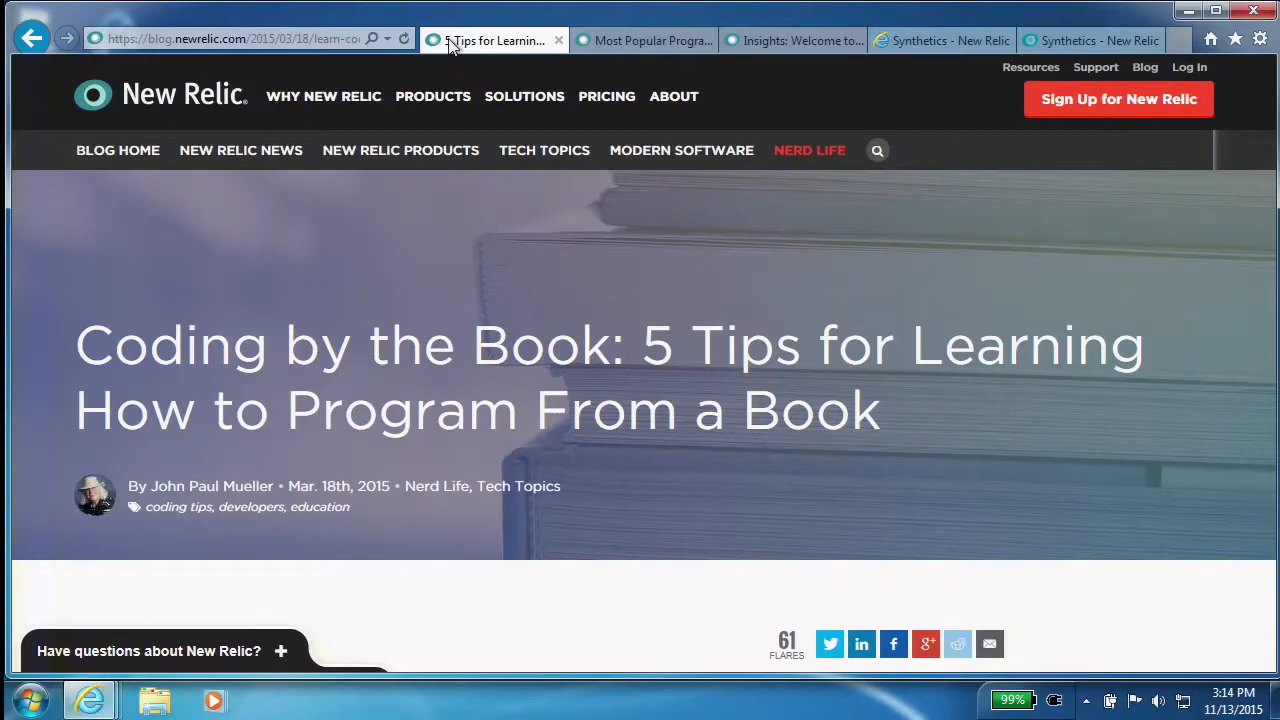 https://blog.newrelic.com/2015/03/18/learn-co
5 Tips for Learnin...
Most Popular Progra...
Insights: Welcome to...
Synthetics - New Relic
Synthetics - New Relic
Resources
Support
Blog
Log In
New Relic.
WHY NEW RELIC
PRODUCTS
SOLUTIONS
PRICING
ABOUT
Sign Up for New Relic
BLOG HOME
NEW RELIC NEWS
NEW RELIC PRODUCTS
TECH TOPICS
MODERN SOFTWARE
NERD LIFE
Coding by the Book: 5 Tips for Learning
How to Program From a Book
By John Paul Mueller • Mar. 18th, 2015 • Nerd Life, Tech Topics
coding tips, developers, education
61
FLARES
in
f
g+
Have questions about New Relic? +
99%
3:14 PM
11/13/2015